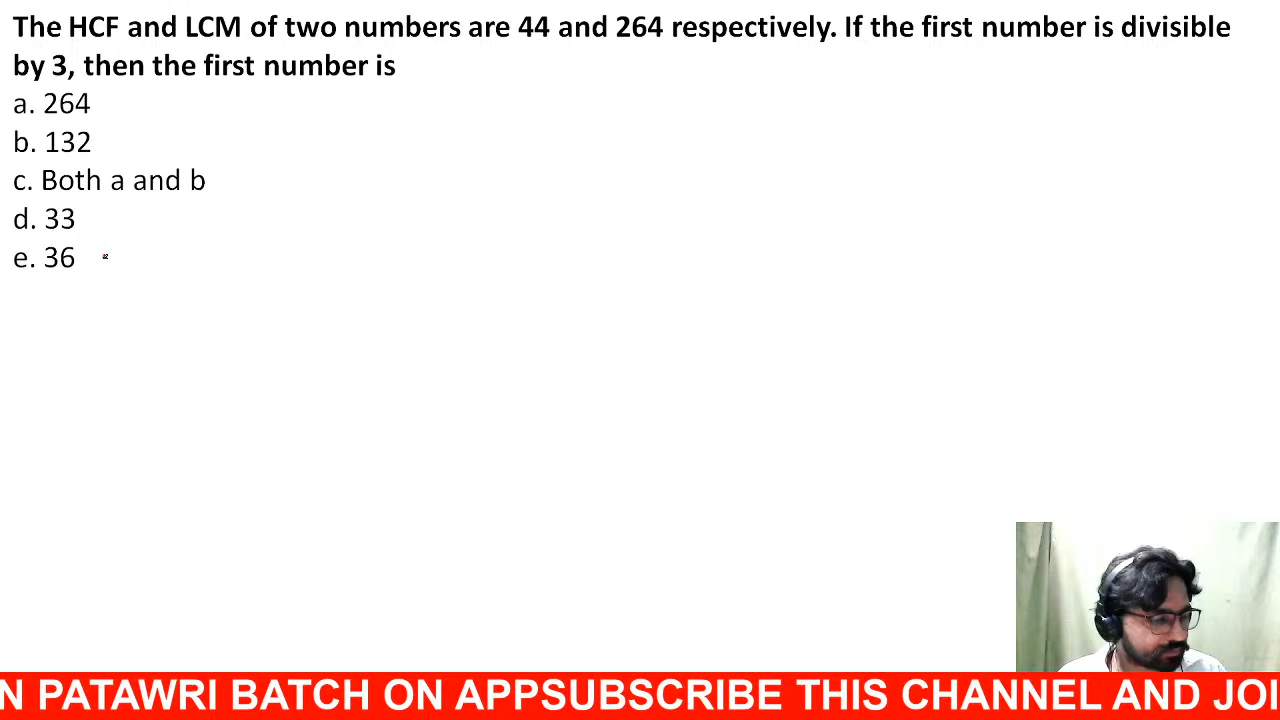 The HCF and LCM of two numbers are 44 and 264 respectively. If the first number is divisible
by 3, then the first number is
a. 264
b. 132
c. Both a and b
d. 33
e. 36
N PATAWRI BATCH ON APPSUBSCRIBE THIS CHANNEL AND JOI